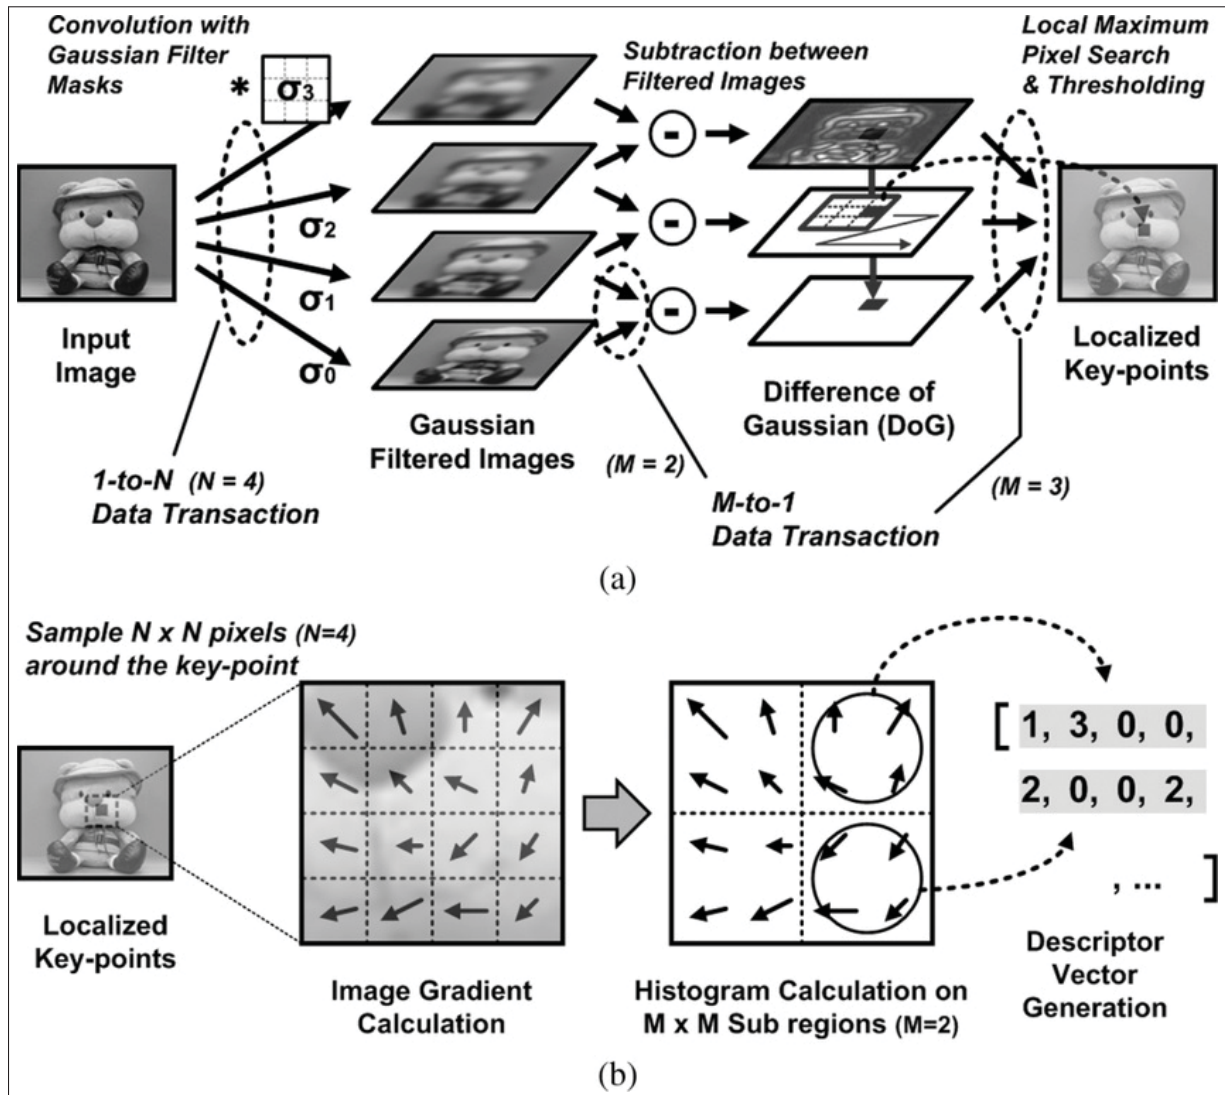 Convolution with
Gaussian Filter
Masks
*
σ3
σ2
σ1
σ0
Subtraction between
Filtered Images
-
-
-
Local Maximum
Pixel Search
& Thresholding
Input
Image
Gaussian
Filtered Images
Difference of
Gaussian (DoG)
Localized
Key-points
1-to-N (N = 4)
Data Transaction
(M = 2)
M-to-1
Data Transaction
(M = 3)
(a)
Sample N x N pixels (N=4)
around the key-point
Localized
Key-points
Image Gradient
Calculation
Histogram Calculation on
M x M Sub regions (M=2)
[1, 3, 0, 0,
2, 0, 0, 2,
, ... ]
Descriptor
Vector
Generation
(b)